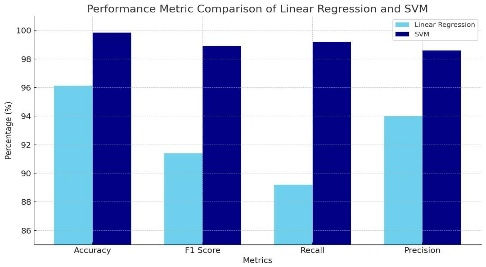 Performance Metric Comparison of Linear Regression and SVM
Linear Regression
SVM
Percentage (%)
100
98
96
94
92
90
88
86
Accuracy
F1 Score
Recall
Precision
Metrics